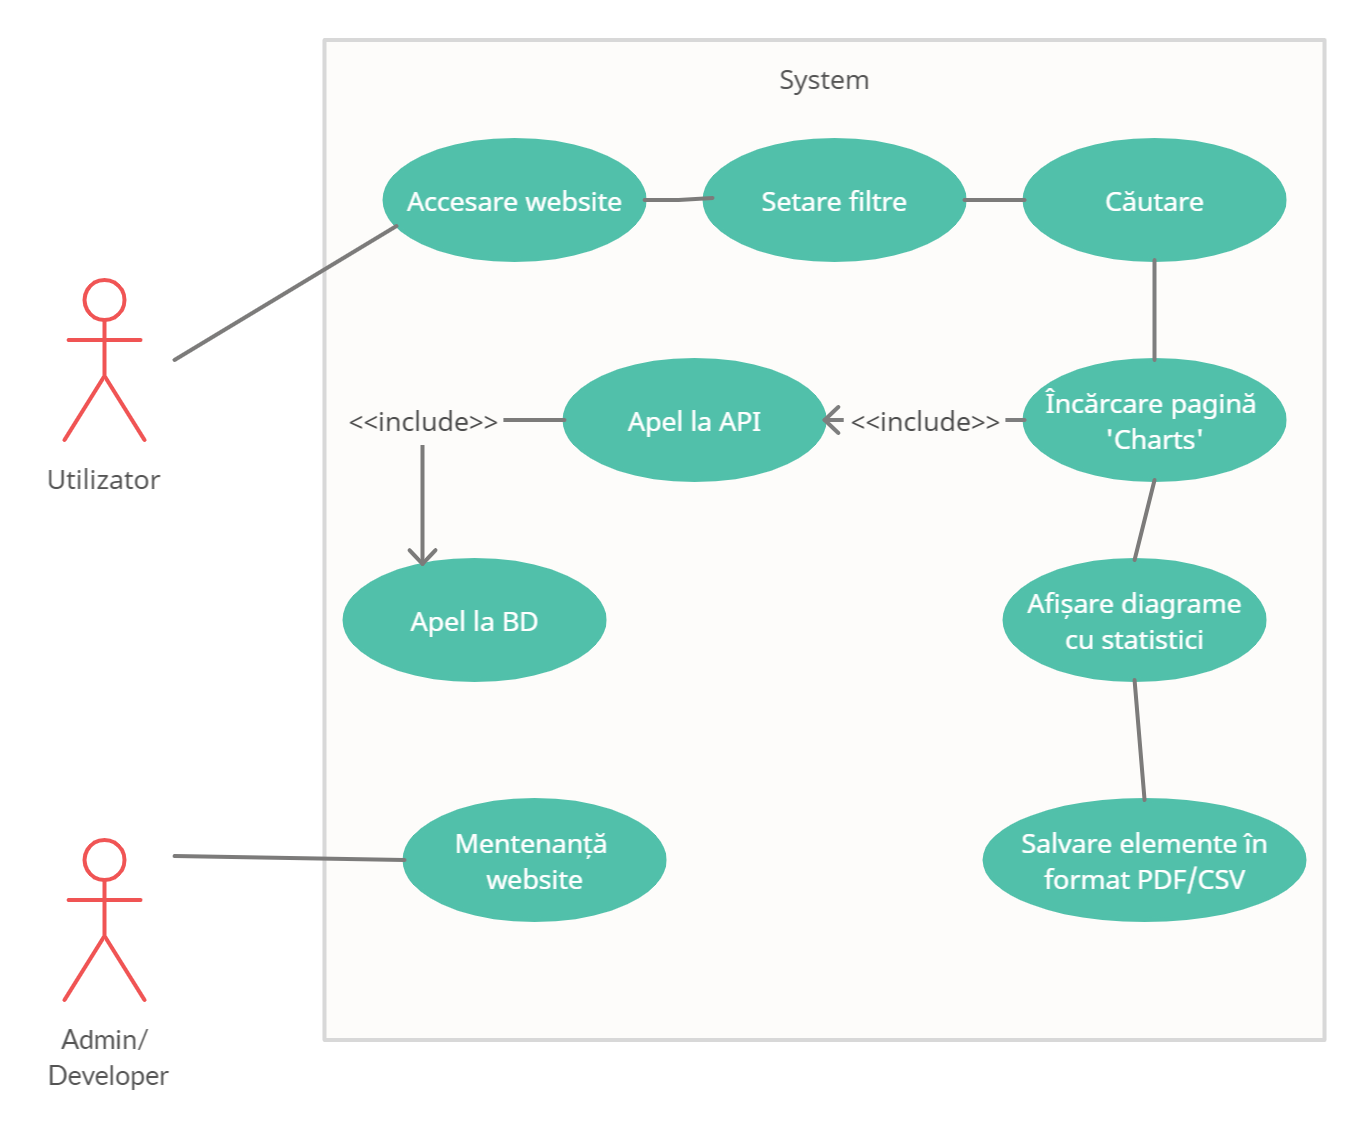 System
Accesare website
Setare filtre
Căutare
Utilizator
<<include>>
Apel la API
<<include>>
Încărcare pagină
'Charts'
Apel la BD
Afișare diagrame
cu statistici
Mentenanță
website
Salvare elemente în
format PDF/CSV
Admin/
Developer